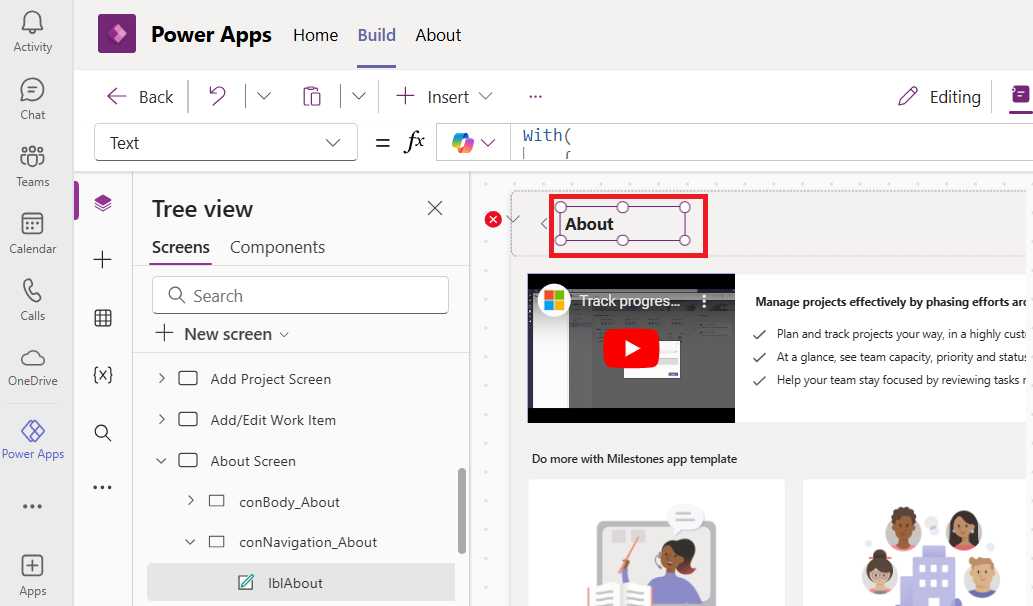 Activity
Chat
Teams
Calendar
Calls
OneDrive
Power Apps
Apps
Power Apps Home Build About
Back Insert Editing
Text = fx With(
{
Tree view
Screens Components
Search
New screen
Add Project Screen
Add/Edit Work Item
About Screen
conBody_About
conNavigation_About
lblAbout
{x}
About
Track progres...
Manage projects effectively by phasing efforts aro
Plan and track projects your way, in a highly custo
At a glance, see team capacity, priority and status
Help your team stay focused by reviewing tasks
Do more with Milestones app template